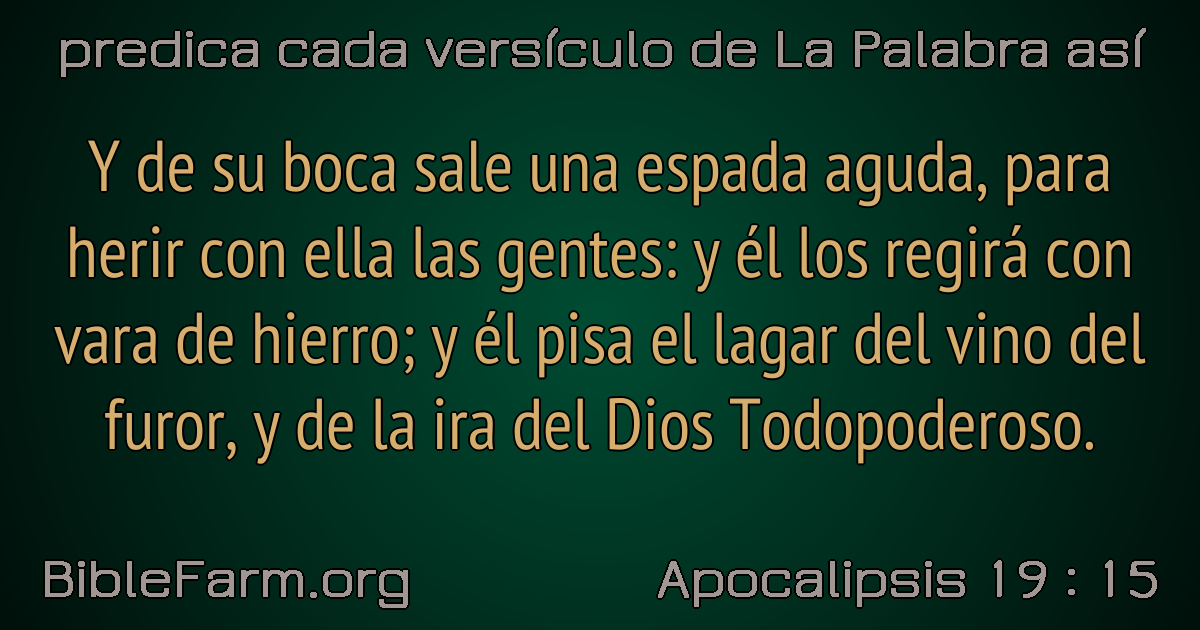 predica cada versículo de La Palabra así
Y de su boca sale una espada aguda, para
herir con ella las gentes: y él los regirá con
vara de hierro; y él pisa el lagar del vino del
furor, y de la ira del Dios Todopoderoso.
BibleFarm.org
Apocalipsis 19 : 15